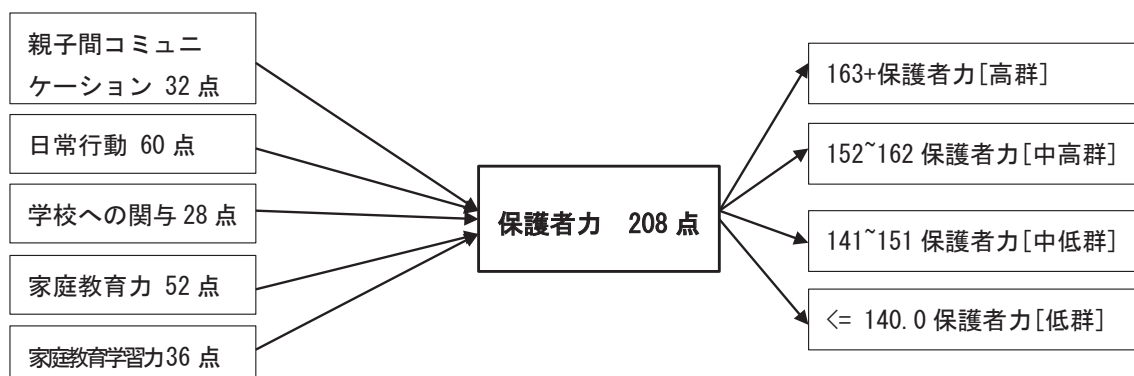 親子間コミュニ
ケーション 32 点
日常行動 60 点
学校への関与 28 点
家庭教育力 52 点
家庭教育学習力 36 点
保護者力 208 点
163+保護者力[高群]
152~162 保護者力[中高群]
141~151 保護者力[中低群]
<= 140.0 保護者力[低群]